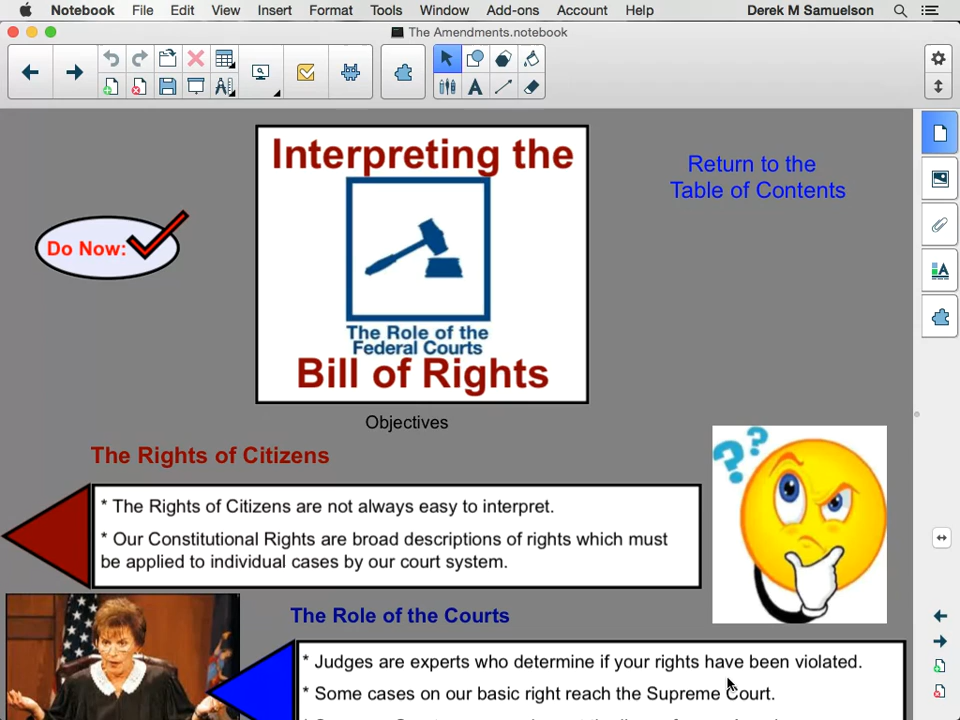 Notebook File Edit View Insert Format Tools Window Add-ons Account Help Derek M Samuelson
The Amendments.notebook
Interpreting the
The Role of the
Federal Courts
Bill of Rights
Return to the
Table of Contents
Do Now:
Objectives
The Rights of Citizens
* The Rights of Citizens are not always easy to interpret.
* Our Constitutional Rights are broad descriptions of rights which must
be applied to individual cases by our court system.
The Role of the Courts
* Judges are experts who determine if your rights have been violated.
* Some cases on our basic right reach the Supreme Court.